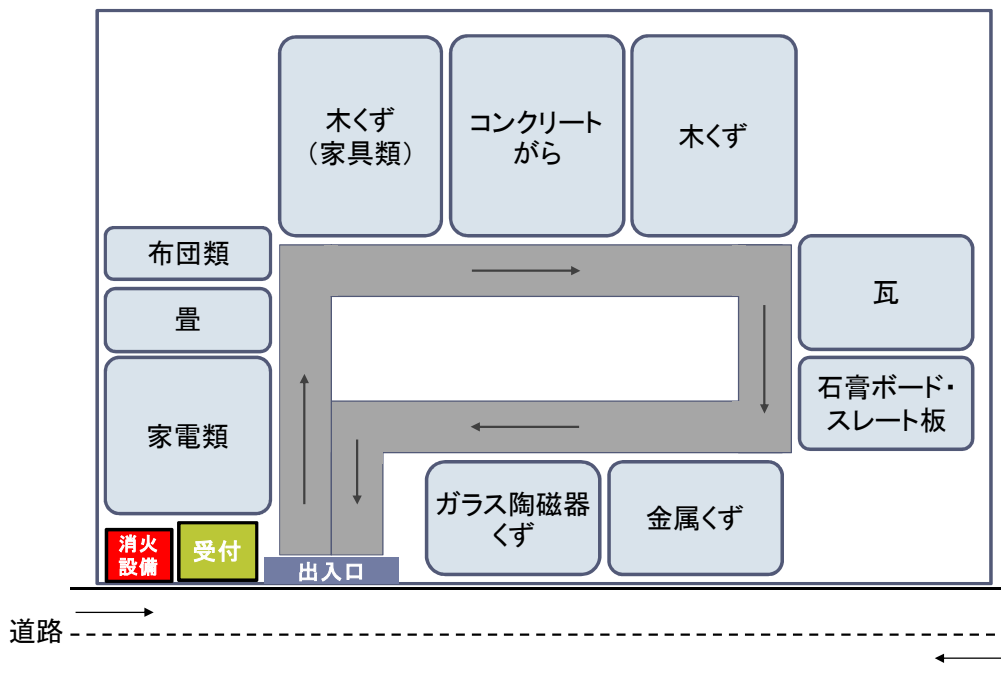 木くず
（家具類）
コンクリート
がら
木くず
布団類
畳
家電類
瓦
石膏ボード・
スレート板
ガラス陶磁器
くず
金属くず
消火
設備
受付
出入口
道路